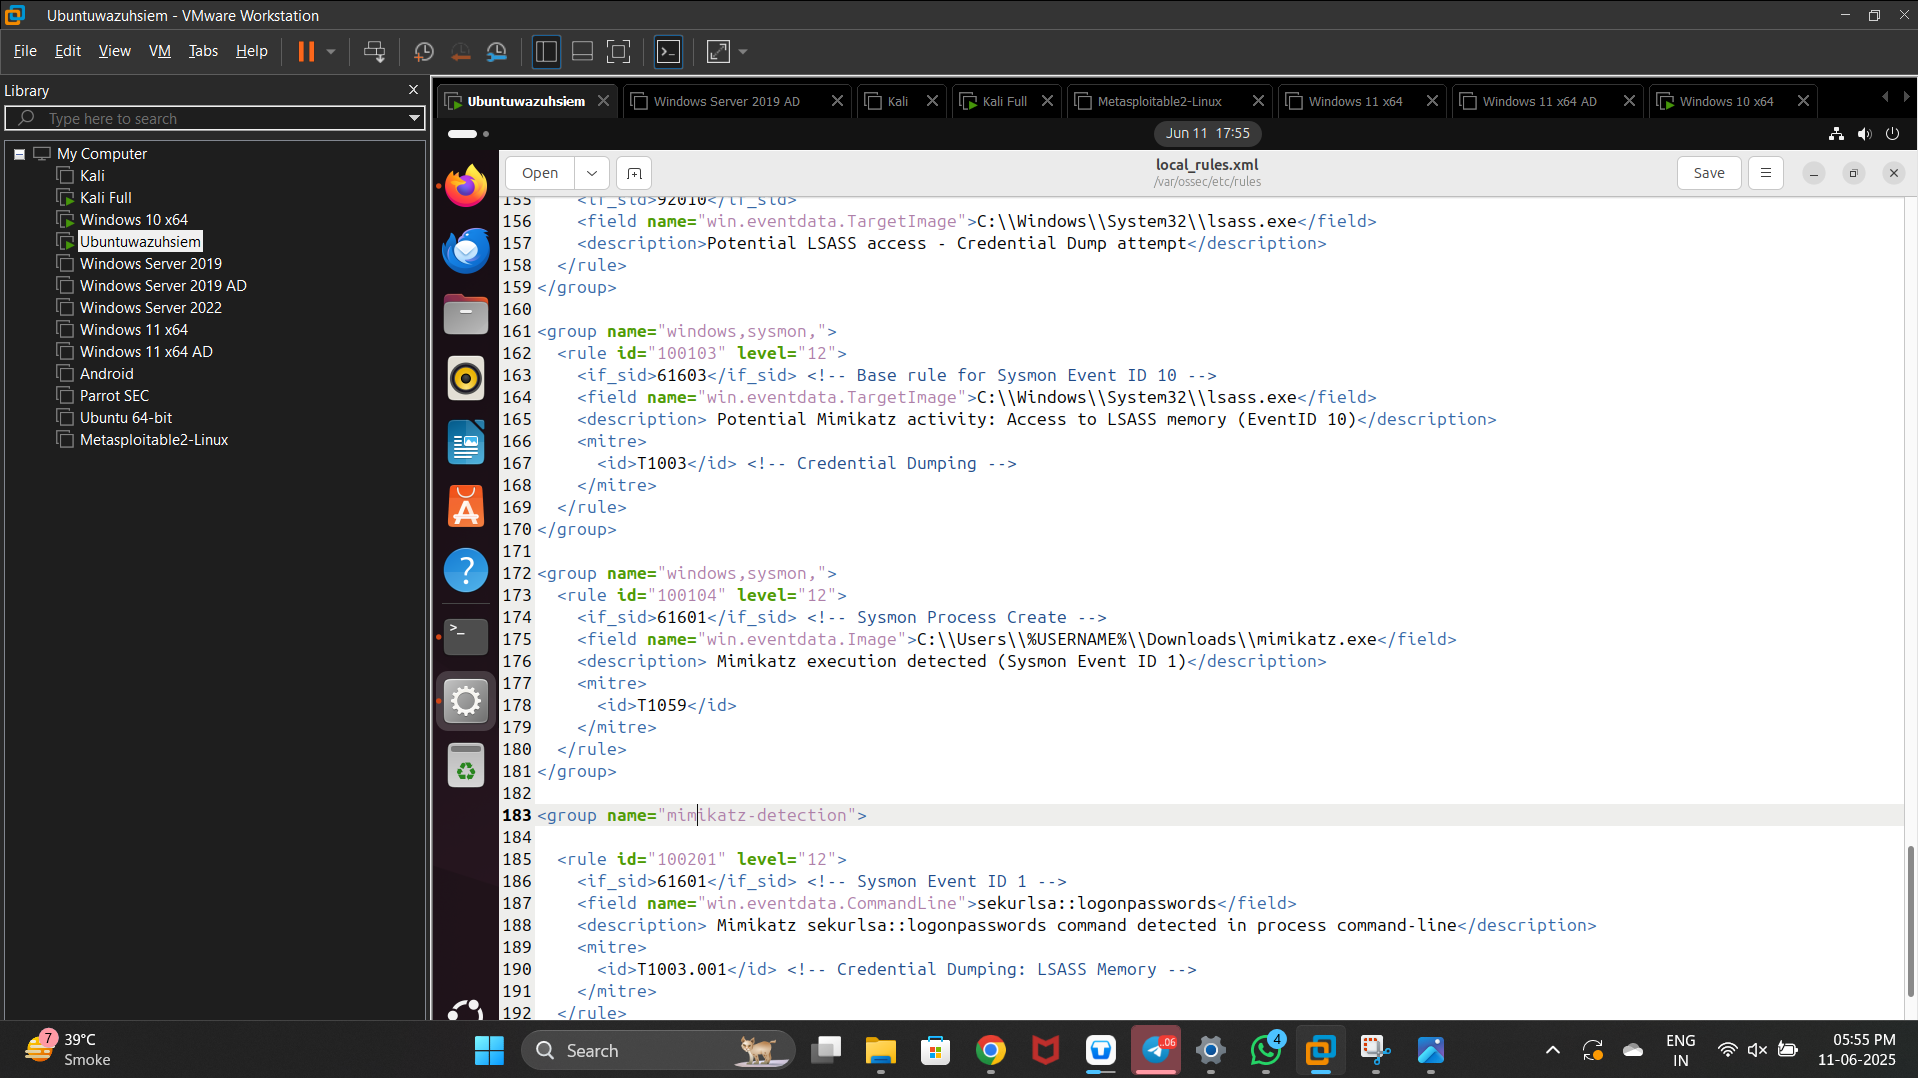 Ubuntuwazuhsiem - VMware Workstation
File Edit View VM Tabs Help
Library
Type here to search
My Computer
Kali
Kali Full
Windows 10 x64
Ubuntuwazuhsiem
Windows Server 2019
Windows Server 2019 AD
Windows Server 2022
Windows 11 x64
Windows 11 x64 AD
Android
Parrot SEC
Ubuntu 64-bit
Metasploitable2-Linux
Ubuntuwazuhsiem Windows Server 2019 AD Kali Kali Full Metasploitable2-Linux Windows 11 x64 Windows 11 x64 AD Windows 10 x64
Jun 11 17:55
Open
local_rules.xml
/var/ossec/etc/rules
Save
155 <if_sid>92010</if_sid>
156 <field name="win.eventdata.TargetImage">C:\\Windows\\System32\\lsass.exe</field>
157 <description>Potential LSASS access - Credential Dump attempt</description>
158 </rule>
159 </group>
160
161 <group name="windows,sysmon,">
162 <rule id="100103" level="12">
163 <if_sid>61603</if_sid> <!-- Base rule for Sysmon Event ID 10 -->
164 <field name="win.eventdata.TargetImage">C:\\Windows\\System32\\lsass.exe</field>
165 <description> Potential Mimikatz activity: Access to LSASS memory (EventID 10)</description>
166 <mitre>
167 <id>T1003</id> <!-- Credential Dumping -->
168 </mitre>
169 </rule>
170 </group>
171
172 <group name="windows,sysmon,">
173 <rule id="100104" level="12">
174 <if_sid>61601</if_sid> <!-- Sysmon Process Create -->
175 <field name="win.eventdata.Image">C:\\Users\\%USERNAME%\\Downloads\\mimikatz.exe</field>
176 <description> Mimikatz execution detected (Sysmon Event ID 1)</description>
177 <mitre>
178 <id>T1059</id>
179 </mitre>
180 </rule>
181 </group>
182
183 <group name="mimikatz-detection">
184
185 <rule id="100201" level="12">
186 <if_sid>61601</if_sid> <!-- Sysmon Event ID 1 -->
187 <field name="win.eventdata.CommandLine">sekurlsa::logonpasswords</field>
188 <description> Mimikatz sekurlsa::logonpasswords command detected in process command-line</description>
189 <mitre>
190 <id>T1003.001</id> <!-- Credential Dumping: LSASS Memory -->
191 </mitre>
192 </rule>
7
39°C
Smoke
Search
.06
4
ENG
IN
05:55 PM
11-06-2025